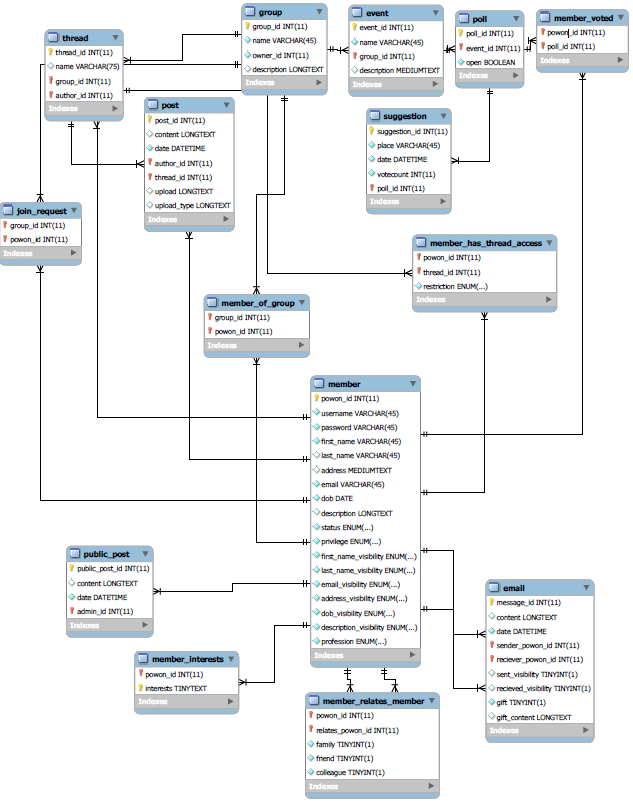 group
group_id INT(11)
name VARCHAR(45)
owner_id INT(11)
description LONGTEXT
Indexes
event
event_id INT(11)
name VARCHAR(45)
group_id INT(11)
description MEDIUMTEXT
Indexes
poll
poll_id INT(11)
event_id INT(11)
open BOOLEAN
Indexes
member_voted
powon_id INT(11)
poll_id INT(11)
Indexes
thread
thread_id INT(11)
name VARCHAR(75)
group_id INT(11)
author_id INT(11)
Indexes
post
post_id INT(11)
content LONGTEXT
date DATETIME
author_id INT(11)
thread_id INT(11)
upload LONGTEXT
upload_type LONGTEXT
Indexes
suggestion
suggestion_id INT(11)
place VARCHAR(45)
date DATETIME
votecount INT(11)
poll_id INT(11)
Indexes
join_request
group_id INT(11)
powon_id INT(11)
Indexes
member_has_thread_access
powon_id INT(11)
thread_id INT(11)
restriction ENUM(...)
Indexes
member_of_group
group_id INT(11)
powon_id INT(11)
Indexes
member
powon_id INT(11)
username VARCHAR(45)
password VARCHAR(45)
first_name VARCHAR(45)
last_name VARCHAR(45)
address MEDIUMTEXT
email VARCHAR(45)
dob DATE
description LONGTEXT
status ENUM(...)
privilege ENUM(...)
first_name_visibility ENUM(...)
last_name_visibility ENUM(...)
email_visibility ENUM(...)
address_visibility ENUM(...)
dob_visibility ENUM(...)
description_visibility ENUM(...)
profession ENUM(...)
Indexes
public_post
public_post_id INT(11)
content LONGTEXT
date DATETIME
admin_id INT(11)
Indexes
email
message_id INT(11)
content LONGTEXT
date DATETIME
sender_powon_id INT(11)
reciever_powon_id INT(11)
sent_visibility TINYINT(1)
recieved_visibility TINYINT(1)
gift TINYINT(1)
gift_content LONGTEXT
Indexes
member_interests
powon_id INT(11)
interests TINYTEXT
Indexes
member_relates_member
powon_id INT(11)
relates_powon_id INT(11)
family TINYINT(1)
friend TINYINT(1)
colleague TINYINT(1)
Indexes